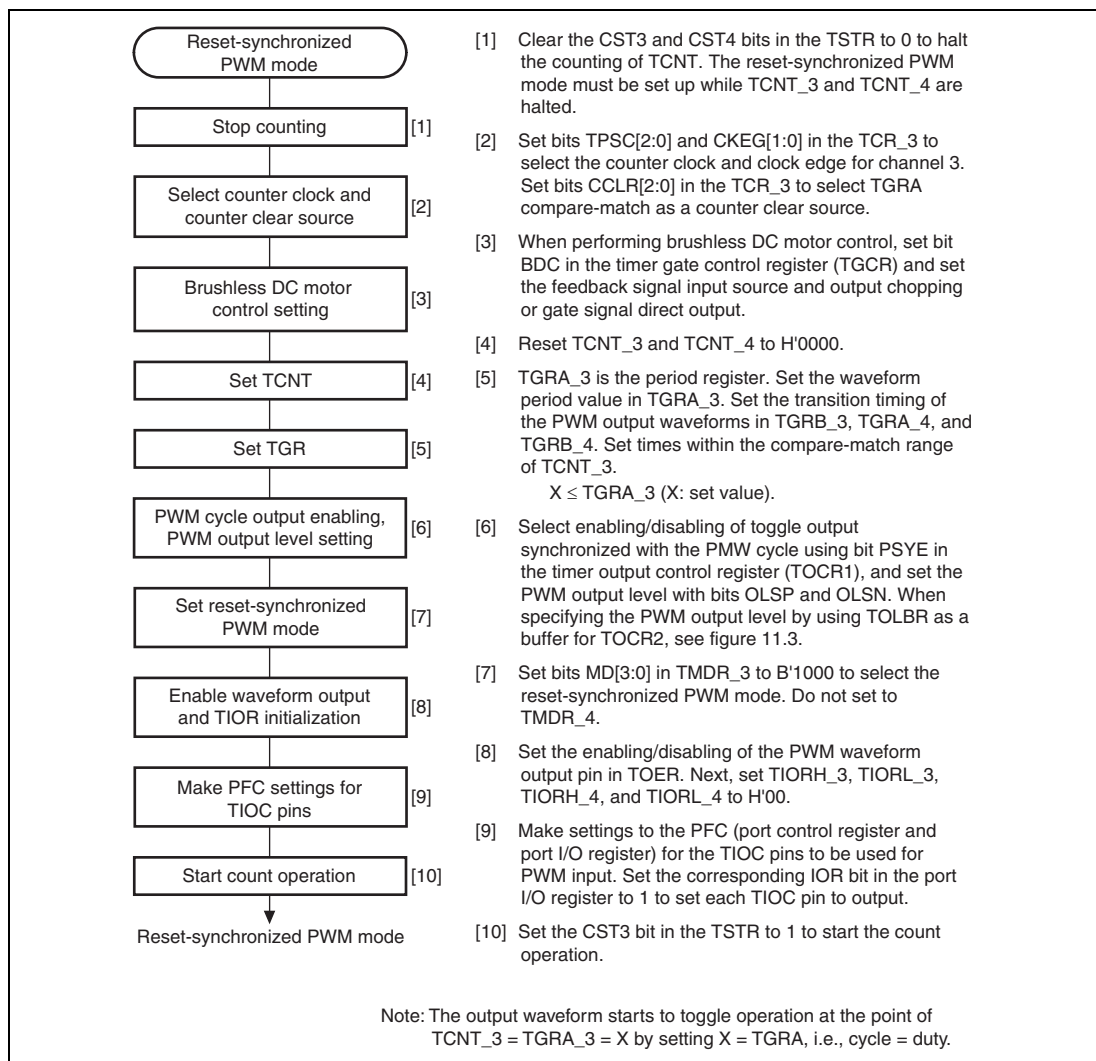 Reset-synchronized
PWM mode
Stop counting
[1]
Select counter clock and
counter clear source
[2]
Brushless DC motor
control setting
[3]
Set TCNT
[4]
Set TGR
[5]
PWM cycle output enabling,
PWM output level setting
[6]
Set reset-synchronized
PWM mode
[7]
Enable waveform output
and TIOR initialization
[8]
Make PFC settings for
TIOC pins
[9]
Start count operation
[10]
Reset-synchronized PWM mode
[1] Clear the CST3 and CST4 bits in the TSTR to 0 to halt
the counting of TCNT. The reset-synchronized PWM
mode must be set up while TCNT_3 and TCNT_4 are
halted.
[2] Set bits TPSC[2:0] and CKEG[1:0] in the TCR_3 to
select the counter clock and clock edge for channel 3.
Set bits CCLR[2:0] in the TCR_3 to select TGRA
compare-match as a counter clear source.
[3] When performing brushless DC motor control, set bit
BDC in the timer gate control register (TGCR) and set
the feedback signal input source and output chopping
or gate signal direct output.
[4] Reset TCNT_3 and TCNT_4 to H'0000.
[5] TGRA_3 is the period register. Set the waveform
period value in TGRA_3. Set the transition timing of
the PWM output waveforms in TGRB_3, TGRA_4, and
TGRB_4. Set times within the compare-match range
of TCNT_3.
X ≤ TGRA_3 (X: set value).
[6] Select enabling/disabling of toggle output
synchronized with the PMW cycle using bit PSYE in
the timer output control register (TOCR1), and set the
PWM output level with bits OLSP and OLSN. When
specifying the PWM output level by using TOLBR as a
buffer for TOCR2, see figure 11.3.
[7] Set bits MD[3:0] in TMDR_3 to B'1000 to select the
reset-synchronized PWM mode. Do not set to
TMDR_4.
[8] Set the enabling/disabling of the PWM waveform
output pin in TOER. Next, set TIORH_3, TIORL_3,
TIORH_4, and TIORL_4 to H'00.
[9] Make settings to the PFC (port control register and
port I/O register) for the TIOC pins to be used for
PWM input. Set the corresponding IOR bit in the port
I/O register to 1 to set each TIOC pin to output.
[10] Set the CST3 bit in the TSTR to 1 to start the count
operation.
Note: The output waveform starts to toggle operation at the point of
TCNT_3 = TGRA_3 = X by setting X = TGRA, i.e., cycle = duty.